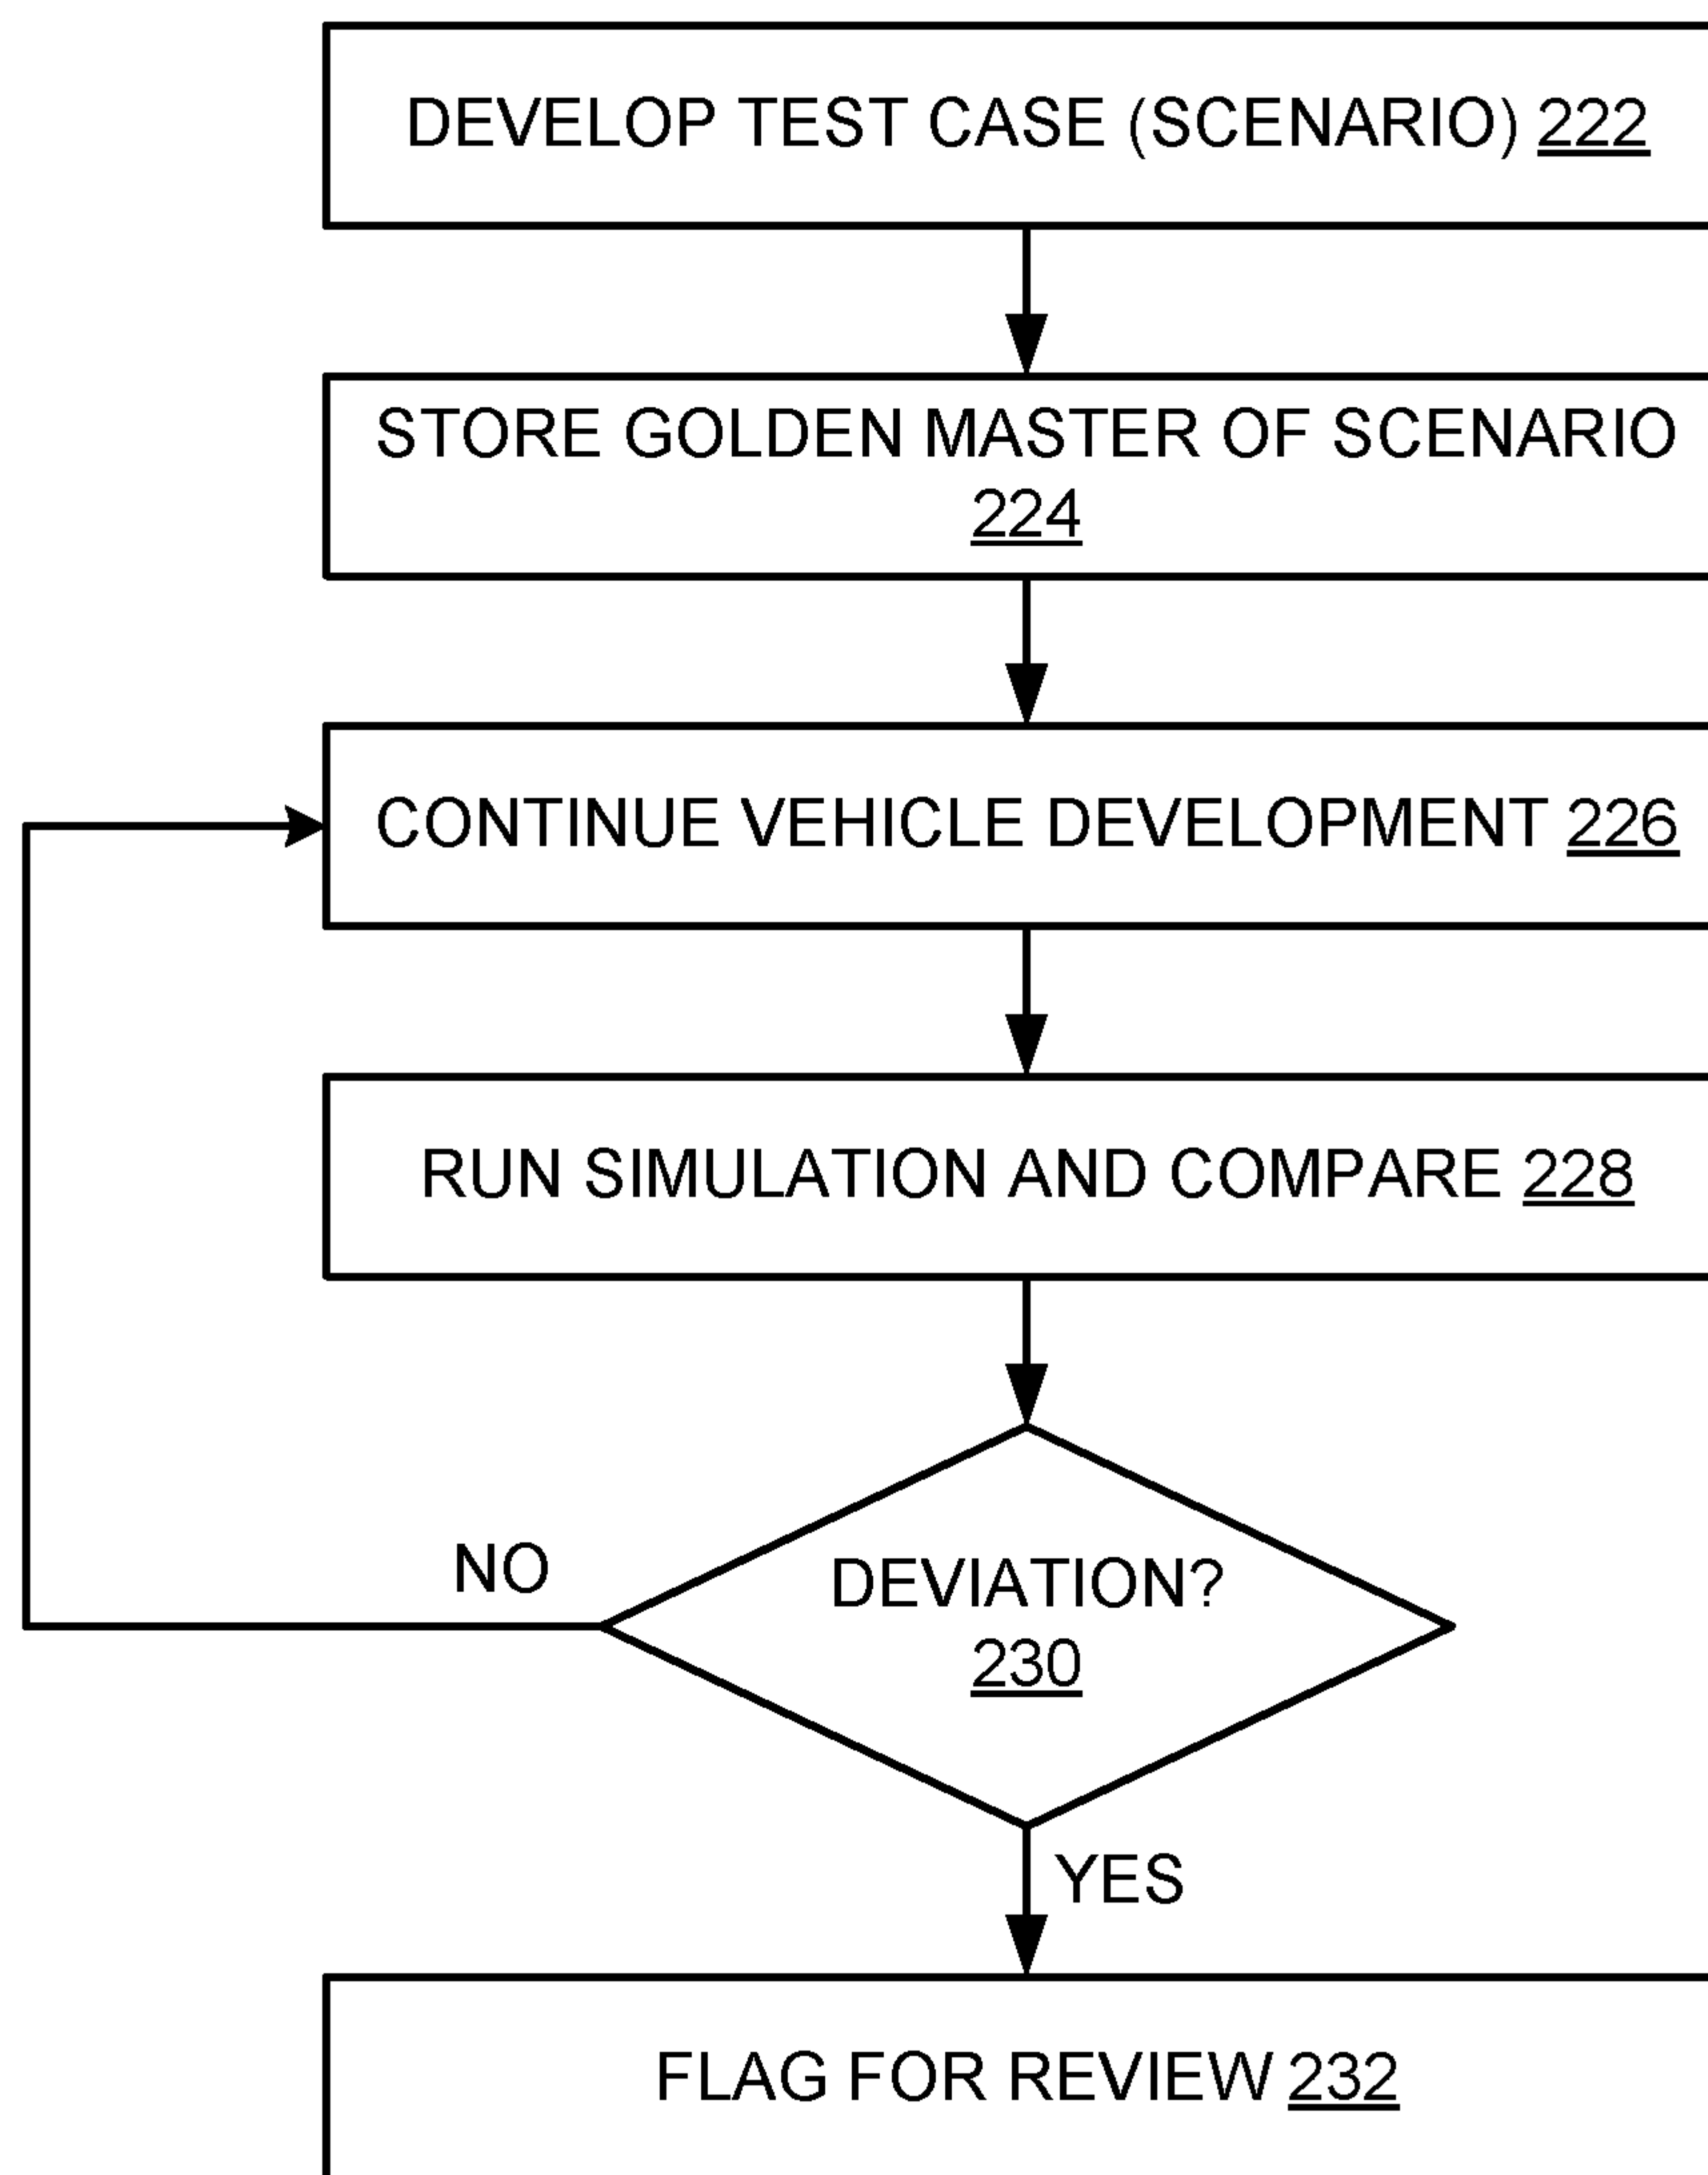 DEVELOP TEST CASE (SCENARIO) 222
STORE GOLDEN MASTER OF SCENARIO
224
CONTINUE VEHICLE DEVELOPMENT 226
RUN SIMULATION AND COMPARE 228
DEVIATION?
230
NO
YES
FLAG FOR REVIEW 232